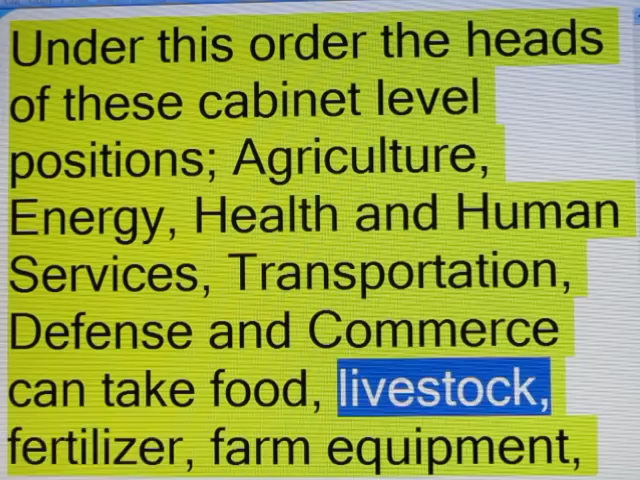 Under this order the heads
of these cabinet level
positions; Agriculture,
Energy, Health and Human
Services, Transportation,
Defense and Commerce
can take food, livestock,
fertilizer, farm equipment,